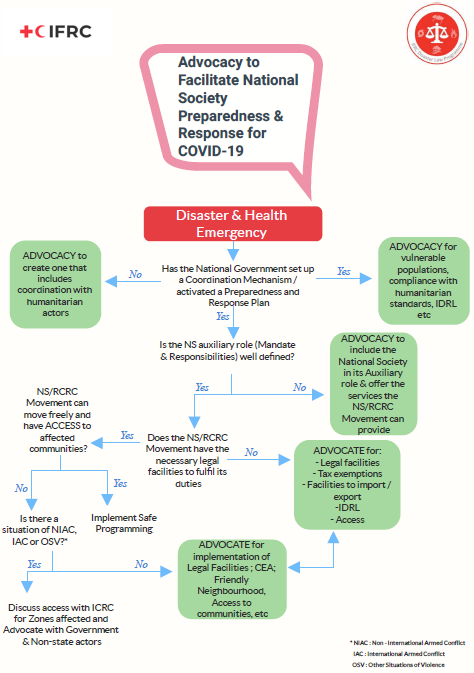 IFRC
IFRC Disaster Law Programme
Advocacy to
Facilitate National
Society
Preparedness &
Response for
COVID-19
Disaster & Health
Emergency
ADVOCACY to
create one that
includes
coordination with
humanitarian
actors
No
Has the National Government set up
a Coordination Mechanism /
activated a Preparedness and
Response Plan
Yes
ADVOCACY for
vulnerable
populations,
compliance with
humanitarian
standards, IDRL
etc
Yes
Is the NS auxiliary role (Mandate
& Responsibilities) well defined?
Yes
No
ADVOCACY to
include the
National Society
in its Auxiliary
role & offer the
services the
NS/RCRC
Movement can
provide
NS/RCRC
Movement can
move freely and
have ACCESS to
affected
communities?
Yes
Does the NS/RCRC
Movement have the
necessary legal
facilities to fulfil its
duties
No
ADVOCATE for:
- Legal facilities
- Tax exemptions
- Facilities to import /
export
-IDRL
- Access
No
Yes
Is there a
situation of NIAC,
IAC or OSV?*
Implement Safe
Programming
Yes
No
ADVOCATE for
implementation of
Legal Facilities ; CEA;
Friendly
Neighbourhood,
Access to
communities, etc
Discuss access with ICRC
for Zones affected and
Advocate with Government
& Non-state actors
* NIAC : Non - International Armed Conflict
IAC : International Armed Conflict
OSV : Other Situations of Violence